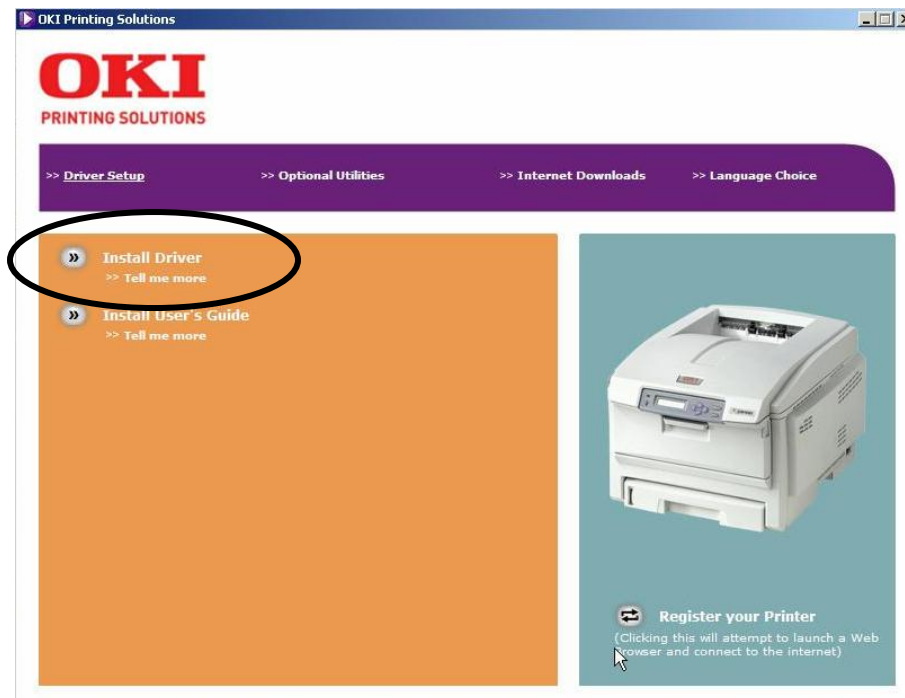 OKI Printing Solutions
OKI
PRINTING SOLUTIONS
>> Driver Setup >> Optional Utilities >> Internet Downloads >> Language Choice
Install Driver
>> Tell me more
Install User's Guide
>> Tell me more
Register your Printer
(Clicking this will attempt to launch a Web
Browser and connect to the internet)